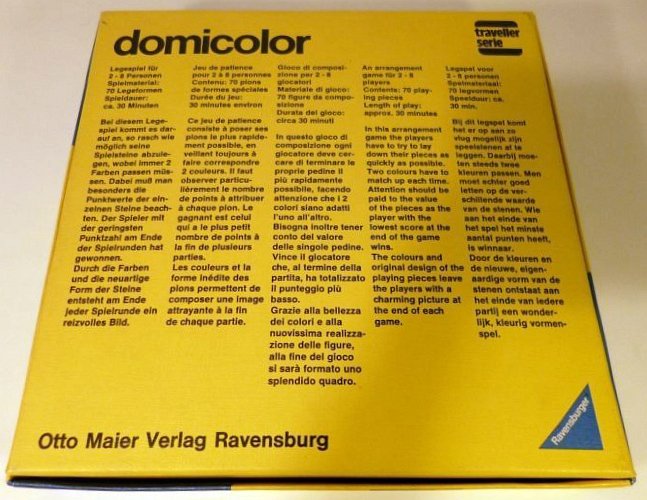 domicolor
traveller
serie
Legespiel für
2 - 8 Personen
Spielmaterial:
70 Legeformen
Spieldauer:
ca. 30 Minuten
Bei diesem Lege-
spiel kommt es dar-
auf an, so rasch wie
möglich seine
Spielsteine abzule-
gen, wobei immer 2
Farben passen müs-
sen. Dabei muß man
besonders die
Punktwerte der ein-
zelnen Steine beach-
ten. Der Spieler mit
der geringsten
Punktzahl am Ende
der Spielrunden hat
gewonnen.
Durch die Farben
und die neuartige
Form der Steine
entsteht am Ende
jeder Spielrunde ein
reizvolles Bild.
Jeu de patience
pour 2 à 8 personnes
Contenu: 70 pions
de formes spéciales
Durée du jeu:
30 minutes environ
Ce jeu de patience
consiste à poser ses
pions le plus rapide-
ment possible, en
veillant toujours à
faire correspondre
2 couleurs. Il faut
observer particu-
lièrement le nombre
de points à attribuer
à chaque pion. Le
gagnant est celui
qui a le plus petit
nombre de points à
la fin de plusieurs
parties.
Les couleurs et la
forme inédite des
pions permettent de
composer une image
attrayante à la fin
de chaque partie.
Gioco di composi-
zione per 2 - 8
giocatori
Materiale di gioco:
70 figure da compo-
sizione
Durata del gioco:
circa 30 minuti
In questo gioco di
composizione ogni
giocatore deve cer-
care di terminare le
proprie pedine il
più rapidamente
possibile, facendo
attenzione che i 2
colori siano adatti
l'uno all'altro.
Bisogna inoltre tener
conto del valore
delle singole pedine.
Vince il giocatore
che, al termine della
partita, ha totalizzato
il punteggio più
basso.
Grazie alla bellezza
dei colori e alla
nuovissima realizza-
zione delle figure,
alla fine del gioco
si sarà formato uno
splendido quadro.
An arrangement
game for 2 - 8
players
Contents: 70 play-
ing pieces
Length of play:
approx. 30 minutes
In this arrangement
game the players
have to try to lay
down their pieces as
quickly as possible.
Two colours have to
match up each time.
Attention should be
paid to the value
of the pieces as the
player with the
lowest score at the
end of the game
wins.
The colours and
original design of the
playing pieces leave
the players with a
charming picture at
the end of each
game.
Legspel voor
2 - 8 personen
Spelmateriaal:
70 legvormen
Speelduur: ca.
30 min.
Bij dit legspel komt
het er op aan zo
vlug mogelijk zijn
speelstenen af te
leggen. Daarbij moe-
ten steeds twee
kleuren passen. Men
moet echter goed
letten op de ver-
schillende waarde
van de stenen. Wie
aan het einde van
het spel het minste
aantal punten heeft,
is winnaar.
Door de kleuren en
de nieuwe, eigen-
aardige vorm van de
stenen ontstaat aan
het einde van iedere
partij een wonder-
lijk, kleurig vormen-
spel.
Otto Maier Verlag Ravensburg
Ravensburger